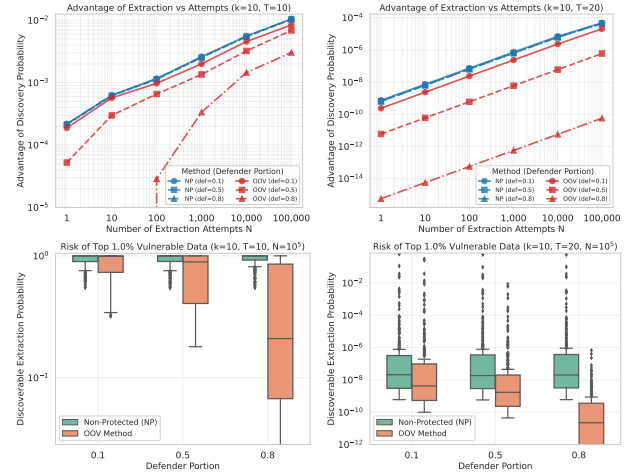 Advantage of Extraction vs Attempts (k=10, T=10)
Advantage of Discovery Probability
10⁻²
10⁻³
10⁻⁴
10⁻⁵
Method (Defender Portion)
NP (def=0.1)
NP (def=0.5)
NP (def=0.8)
OOV (def=0.1)
OOV (def=0.5)
OOV (def=0.8)
1 10 100 1,000 10,000 100,000
Number of Extraction Attempts N
Advantage of Extraction vs Attempts (k=10, T=20)
Advantage of Discovery Probability
10⁻⁴
10⁻⁶
10⁻⁸
10⁻¹⁰
10⁻¹²
10⁻¹⁴
Method (Defender Portion)
NP (def=0.1)
NP (def=0.5)
NP (def=0.8)
OOV (def=0.1)
OOV (def=0.5)
OOV (def=0.8)
1 10 100 1,000 10,000 100,000
Number of Extraction Attempts N
Risk of Top 1.0% Vulnerable Data (k=10, T=10, N=10⁵)
Discoverable Extraction Probability
10⁰
10⁻¹
Non-Protected (NP)
OOV Method
0.1 0.5 0.8
Defender Portion
Risk of Top 1.0% Vulnerable Data (k=10, T=20, N=10⁵)
Discoverable Extraction Probability
10⁻²
10⁻⁴
10⁻⁶
10⁻⁸
10⁻¹⁰
10⁻¹²
Non-Protected (NP)
OOV Method
0.1 0.5 0.8
Defender Portion